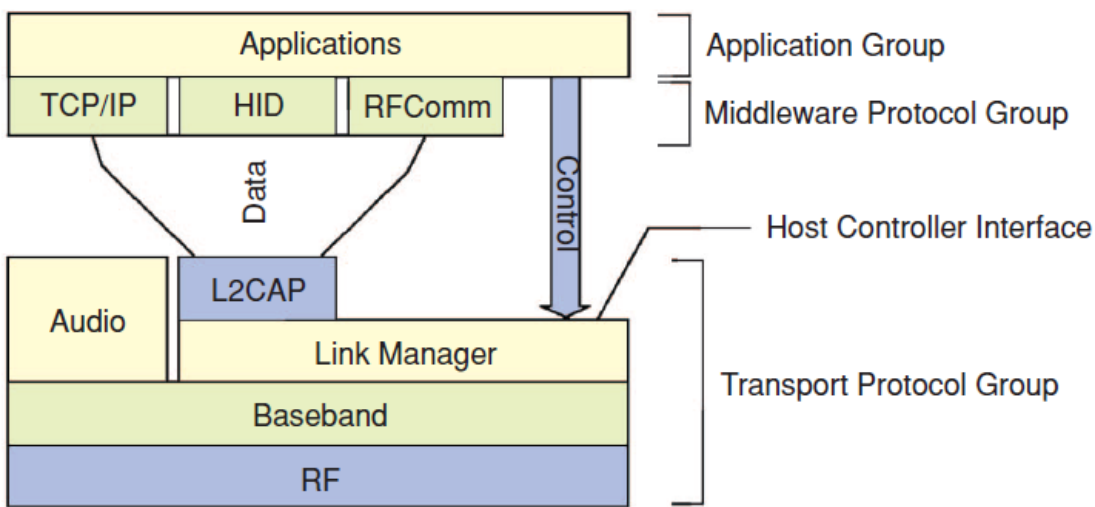 Applications
Application Group
TCP/IP
HID
RFComm
Middleware Protocol Group
Data
Control
Host Controller Interface
L2CAP
Audio
Link Manager
Transport Protocol Group
Baseband
RF